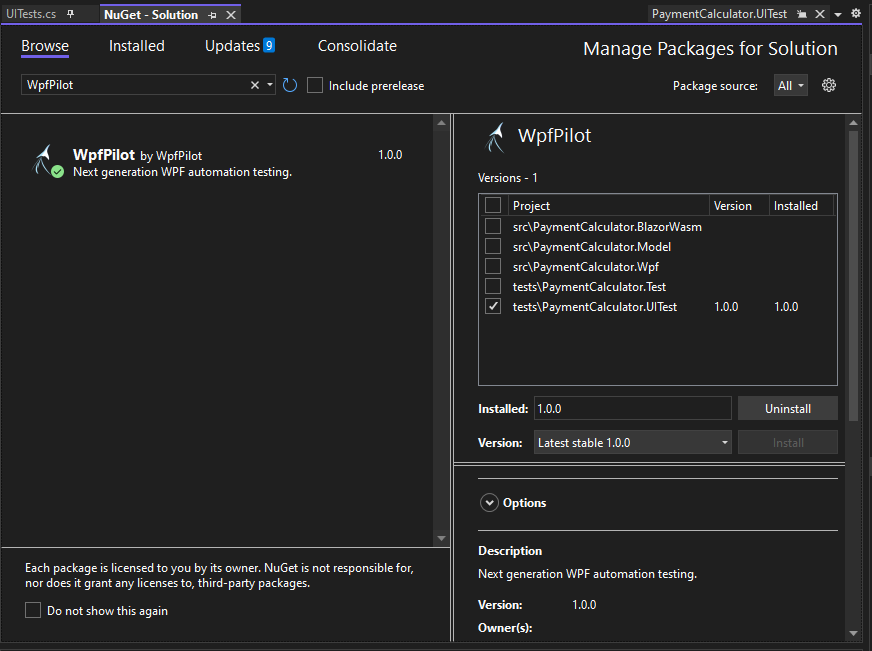 UITests.cs
NuGet - Solution
PaymentCalculator.UITest
Browse
Installed
Updates 9
Consolidate
Manage Packages for Solution
WpfPilot
Include prerelease
Package source:
All
WpfPilot by WpfPilot
1.0.0
Next generation WPF automation testing.
Each package is licensed to you by its owner. NuGet is not responsible for,
nor does it grant any licenses to, third-party packages.
Do not show this again
WpfPilot
Versions - 1
Project Version Installed
src\PaymentCalculator.BlazorWasm
src\PaymentCalculator.Model
src\PaymentCalculator.Wpf
tests\PaymentCalculator.Test
tests\PaymentCalculator.UITest 1.0.0 1.0.0
Installed: 1.0.0 Uninstall
Version: Latest stable 1.0.0 Install
Options
Description
Next generation WPF automation testing.
Version: 1.0.0
Owner(s):